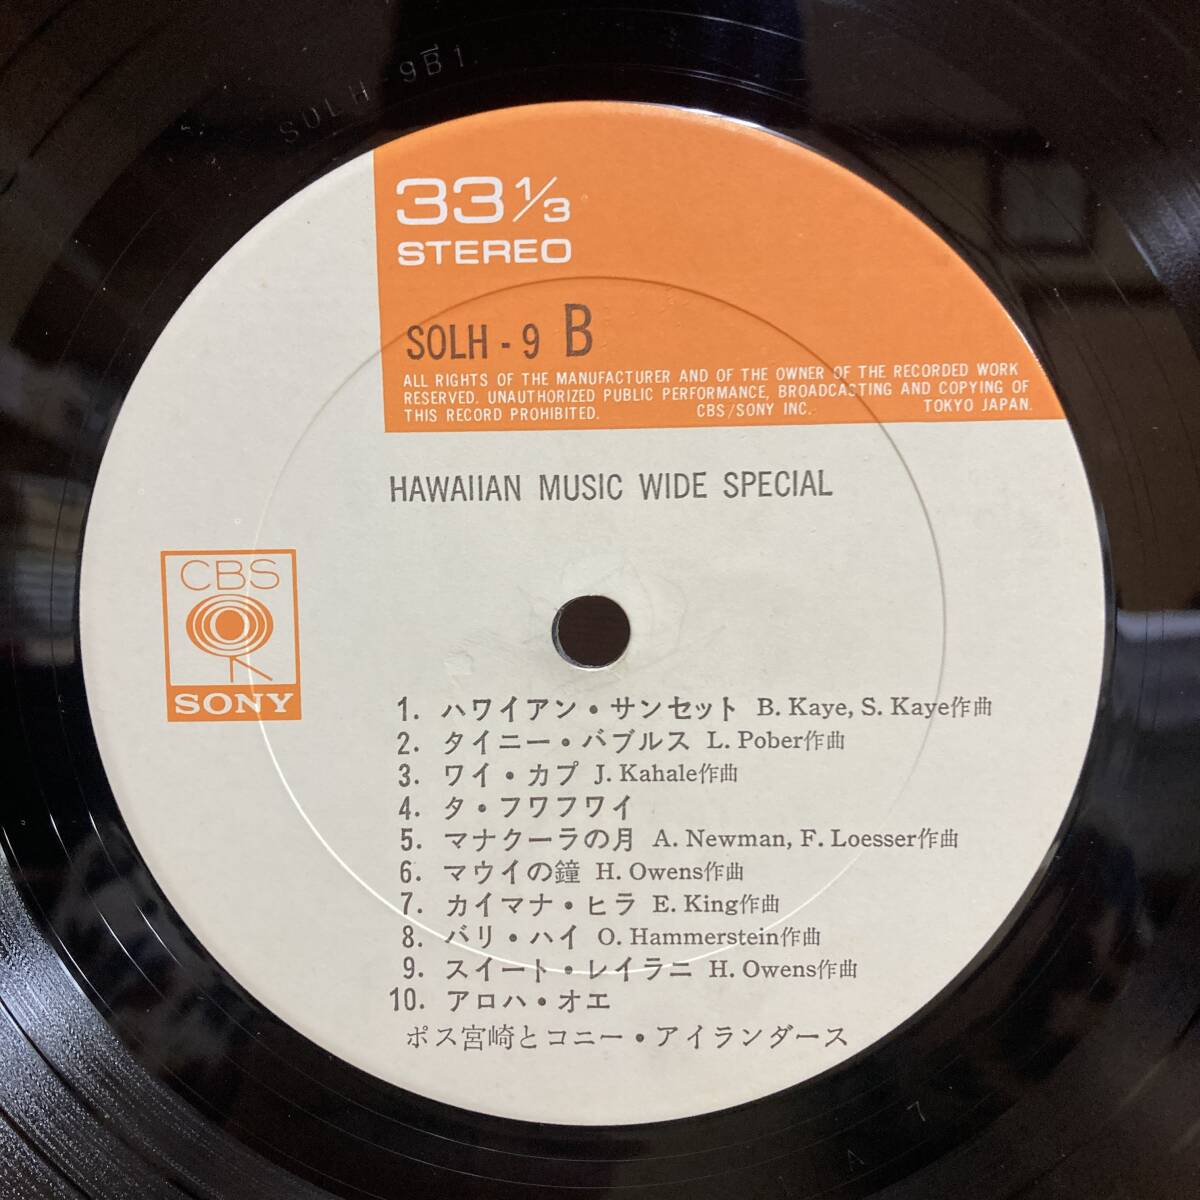 SOLH-9B1.
33 1/3
STEREO
SOLH - 9 B
ALL RIGHTS OF THE MANUFACTURER AND OF THE OWNER OF THE RECORDED WORK
RESERVED. UNAUTHORIZED PUBLIC PERFORMANCE, BROADCASTING AND COPYING OF
THIS RECORD PROHIBITED. CBS/SONY INC. TOKYO JAPAN.
HAWAIIAN MUSIC WIDE SPECIAL
CBS
SONY
1. ハワイアン・サンセット B. Kaye, S. Kaye作曲
2. タイニー・バブルス L. Pober作曲
3. ワイ・カプ J. Kahale作曲
4. タ・フワフワイ
5. マナクーラの月 A. Newman, F. Loesser作曲
6. マウイの鐘 H. Owens作曲
7. カイマナ・ヒラ E. King作曲
8. バリ・ハイ O. Hammerstein作曲
9. スイート・レイラニ H. Owens作曲
10. アロハ・オエ
ポス宮崎とコニー・アイランダース
A 7